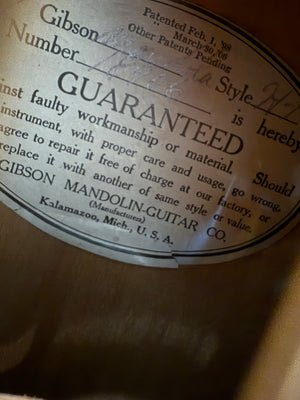 Patented Feb. 1, '98
March 30, '06
Other Patents Pending
Gibson Style
Number is hereby
GUARANTEED
inst faulty workmanship or material. Should
instrument, with proper care and usage, go wrong,
agree to repair it free of charge at our factory, or
replace it with another of same style or value.
GIBSON MANDOLIN-GUITAR CO.
(Manufacturers)
Kalamazoo, Mich., U. S. A.